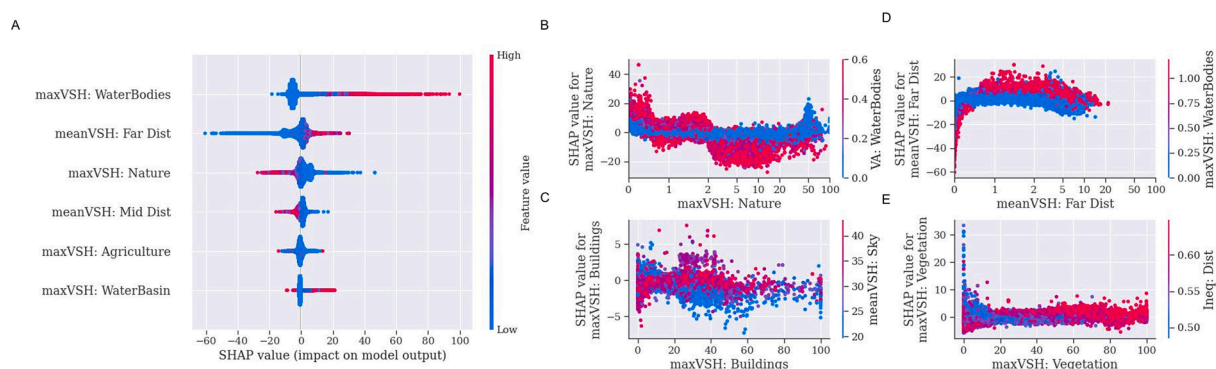 A
maxVSH: WaterBodies
meanVSH: Far Dist
maxVSH: Nature
meanVSH: Mid Dist
maxVSH: Agriculture
maxVSH: WaterBasin
−60 −40 −20 0 20 40 60 80 100
SHAP value (impact on model output)
High
Low
Feature value
B
SHAP value for
maxVSH: Nature
40
20
0
−20
0 1 2 5 10 20 50 100
maxVSH: Nature
0.6
0.4
0.2
0.0
VA: WaterBodies
C
SHAP value for
maxVSH: Buildings
5
0
−5
0 20 40 60 80 100
maxVSH: Buildings
40
35
30
25
20
meanVSH: Sky
D
SHAP value for
meanVSH: Far Dist
20
0
−20
−40
−60
0 1 2 5 10 20 50 100
meanVSH: Far Dist
1.00
0.75
0.50
0.25
0.00
maxVSH: WaterBodies
E
SHAP value for
maxVSH: Vegetation
30
20
10
0
0 20 40 60 80 100
maxVSH: Vegetation
0.60
0.55
0.50
Ineq: Dist